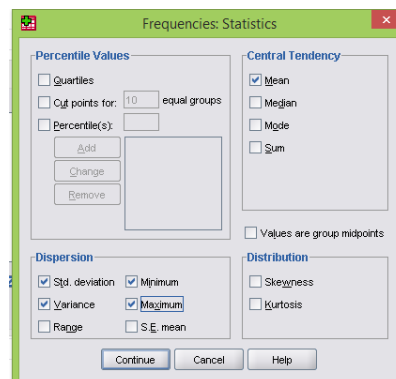 Frequencies: Statistics
Percentile Values
Quartiles
Cut points for: 10 equal groups
Percentile(s):
Add
Change
Remove
Central Tendency
Mean
Median
Mode
Sum
Values are group midpoints
Dispersion
Std. deviation Minimum
Variance Maximum
Range S.E. mean
Distribution
Skewness
Kurtosis
Continue Cancel Help